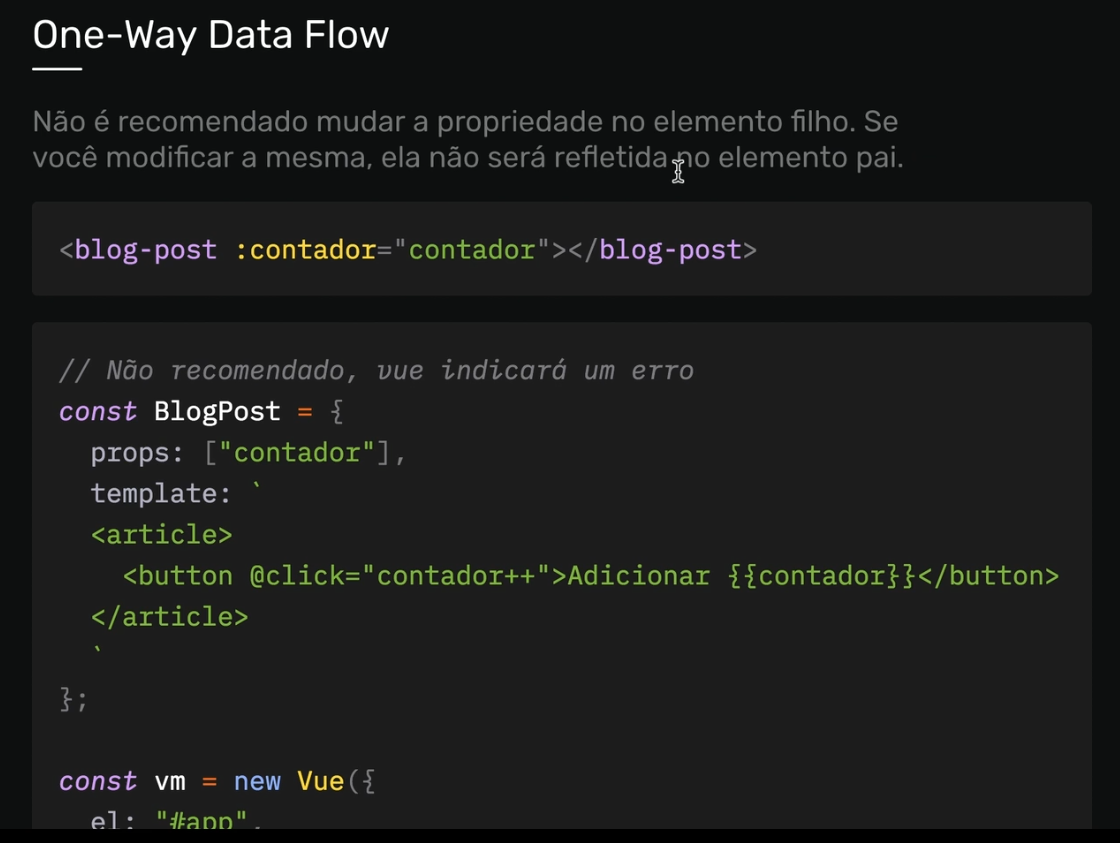 One-Way Data Flow
Não é recomendado mudar a propriedade no elemento filho. Se
você modificar a mesma, ela não será refletida no elemento pai.
<blog-post :contador="contador"></blog-post>
// Não recomendado, vue indicará um erro
const BlogPost = {
  props: ["contador"],
  template: `
  <article>
    <button @click="contador++">Adicionar {{contador}}</button>
  </article>
  `
};
const vm = new Vue({
  el: "#app",